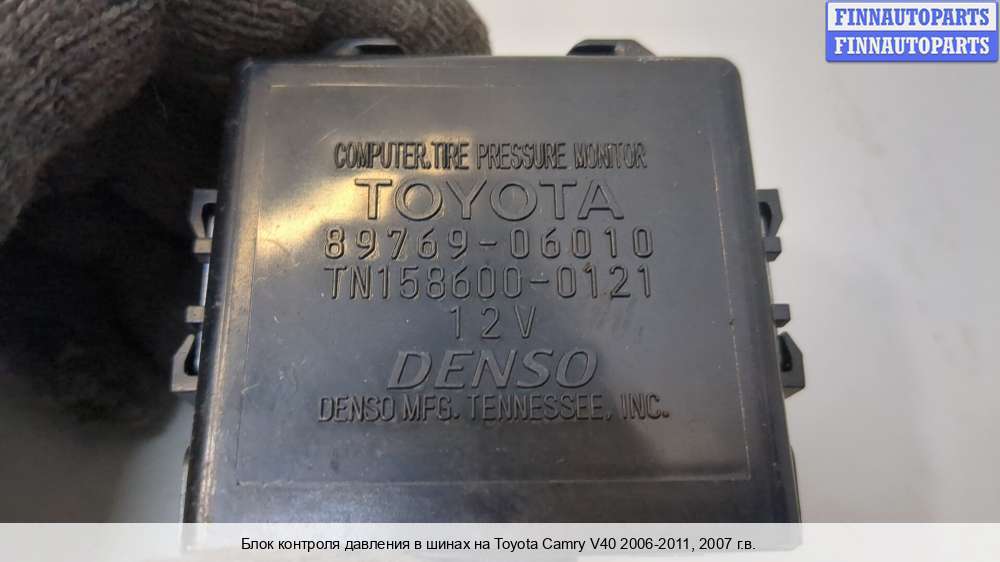 FINNAUTOPARTS
FINNAUTOPARTS
COMPUTER.TIRE PRESSURE MONITOR
TOYOTA
89769-06010
TN158600-0121
12V
DENSO
DENSO MFG. TENNESSEE, INC.
Блок контроля давления в шинах на Toyota Camry V40 2006-2011, 2007 г.в.